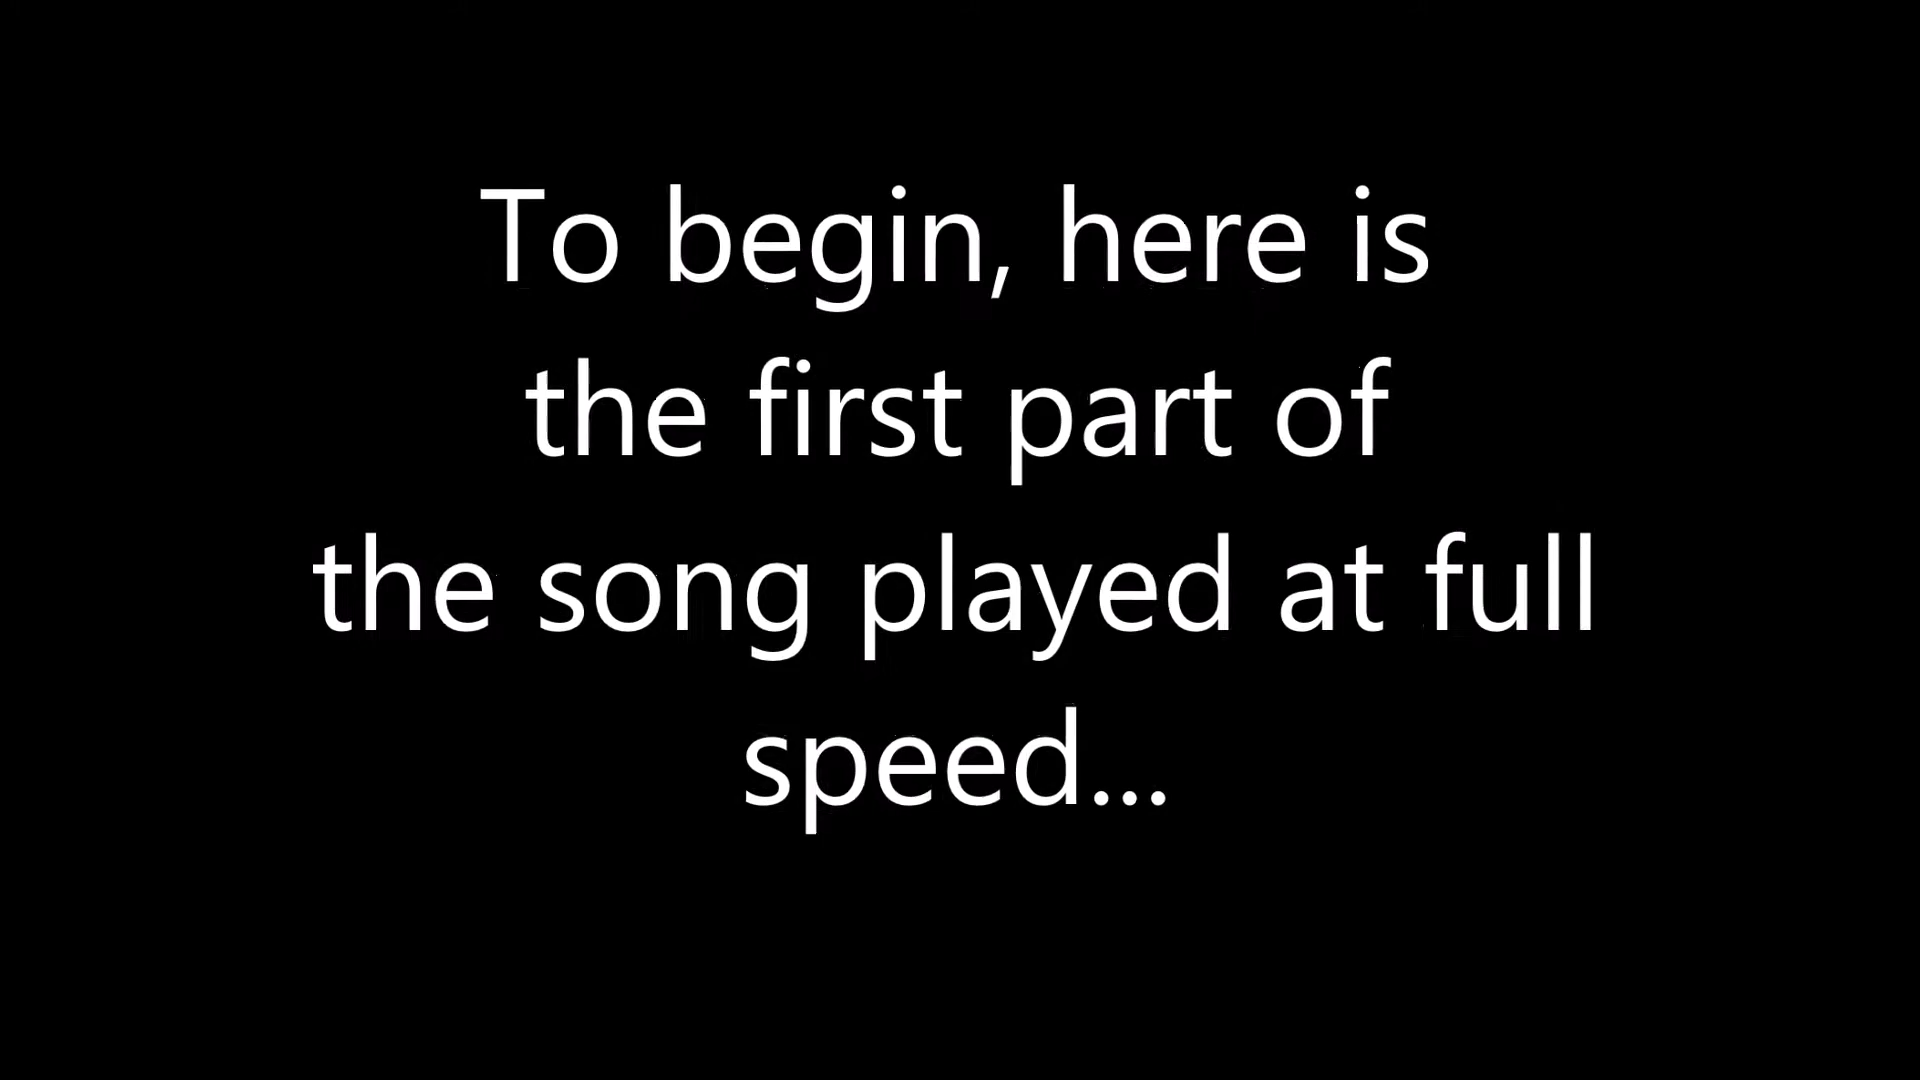 To begin, here is
the first part of
the song played at full
speed...